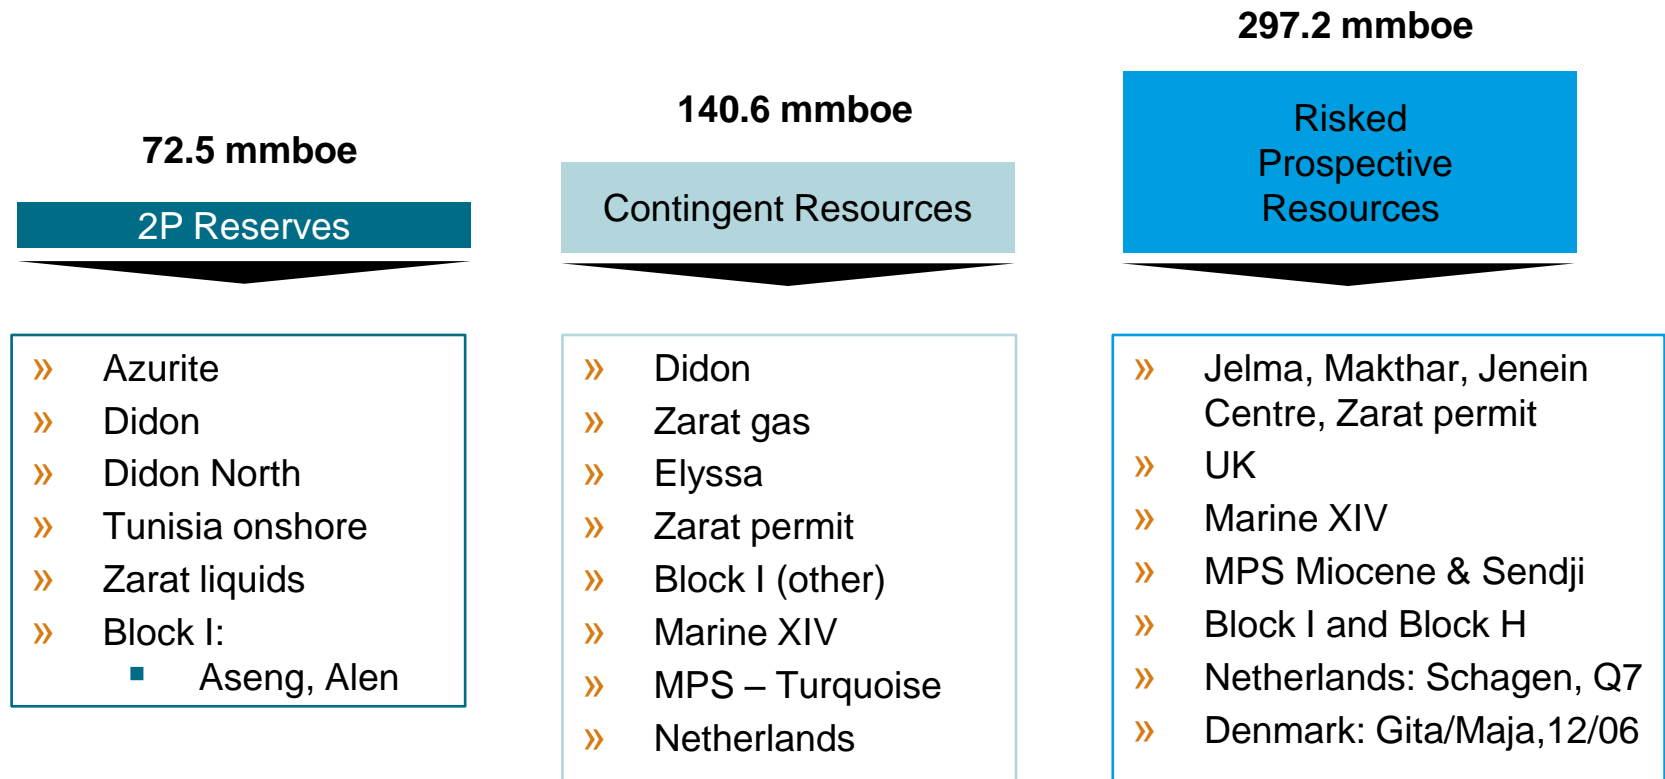 72.5 mmboe
2P Reserves
» Azurite
» Didon
» Didon North
» Tunisia onshore
» Zarat liquids
» Block I:
▪ Aseng, Alen
140.6 mmboe
Contingent Resources
» Didon
» Zarat gas
» Elyssa
» Zarat permit
» Block I (other)
» Marine XIV
» MPS – Turquoise
» Netherlands
297.2 mmboe
Risked
Prospective
Resources
» Jelma, Makthar, Jenein
Centre, Zarat permit
» UK
» Marine XIV
» MPS Miocene & Sendji
» Block I and Block H
» Netherlands: Schagen, Q7
» Denmark: Gita/Maja,12/06